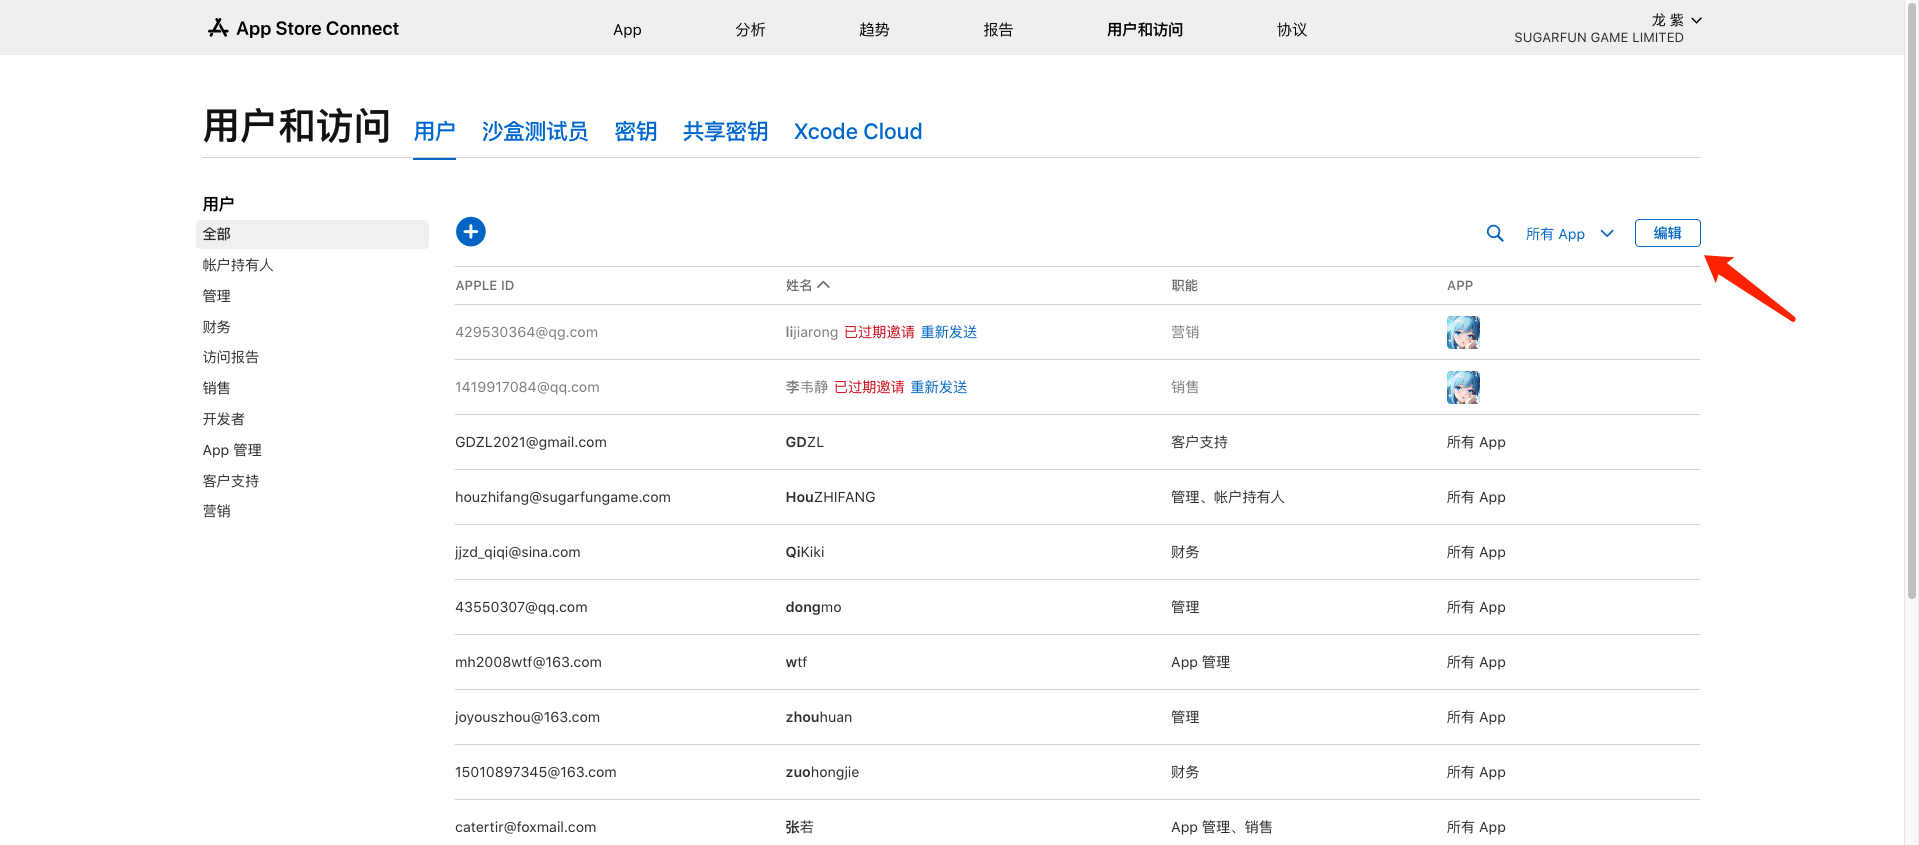 App Store Connect App 分析 趋势 报告 用户和访问 协议 龙 紫
SUGARFUN GAME LIMITED
用户和访问 用户 沙盒测试员 密钥 共享密钥 Xcode Cloud
用户
全部
帐户持有人
管理
财务
访问报告
销售
开发者
App 管理
客户支持
营销
所有 App 编辑
APPLE ID 姓名 职能 APP
429530364@qg.com lijiarong 已过期邀请 重新发送 营销
1419917084@qq.com 李韦静 已过期邀请 重新发送 销售
GDZL2021@gmail.com GDZL 客户支持 所有 App
houzhifang@sugarfungame.com HouZHIFANG 管理、帐户持有人 所有 App
jjzd_qiqi@sina.com QiKiki 财务 所有 App
43550307@qq.com dongmo 管理 所有 App
mh2008wtf@163.com wtf App 管理 所有 App
joyouszhou@163.com zhouhuan 管理 所有 App
15010897345@163.com zuohongjie 财务 所有 App
catertir@foxmail.com 张若 App 管理、销售 所有 App